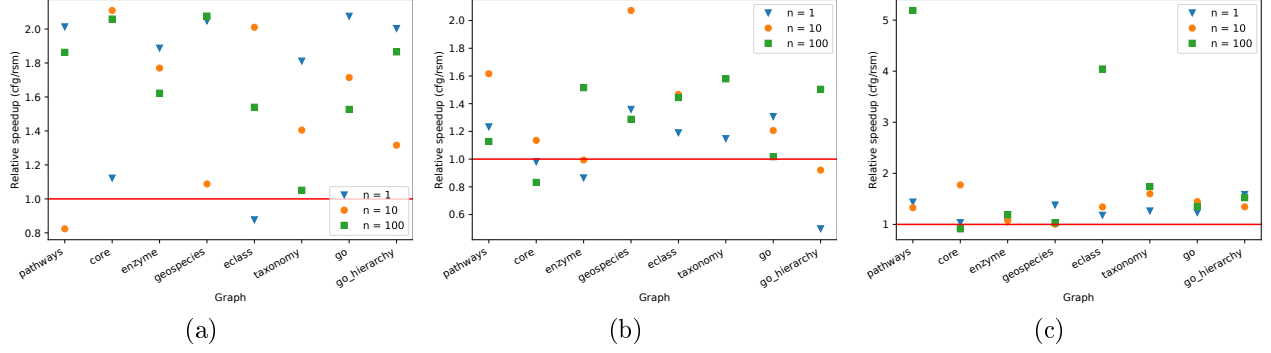 Relative speedup (cfg/rsm)
2.0
1.8
1.6
1.4
1.2
1.0
0.8
n = 1
n = 10
n = 100
pathways
core
enzyme
geospecies
eclass
taxonomy
go
go_hierarchy
Graph
(a)
Relative speedup (cfg/rsm)
2.0
1.8
1.6
1.4
1.2
1.0
0.8
0.6
n = 1
n = 10
n = 100
pathways
core
enzyme
geospecies
eclass
taxonomy
go
go_hierarchy
Graph
(b)
Relative speedup (cfg/rsm)
5
4
3
2
1
n = 1
n = 10
n = 100
pathways
core
enzyme
geospecies
eclass
taxonomy
go
go_hierarchy
Graph
(c)